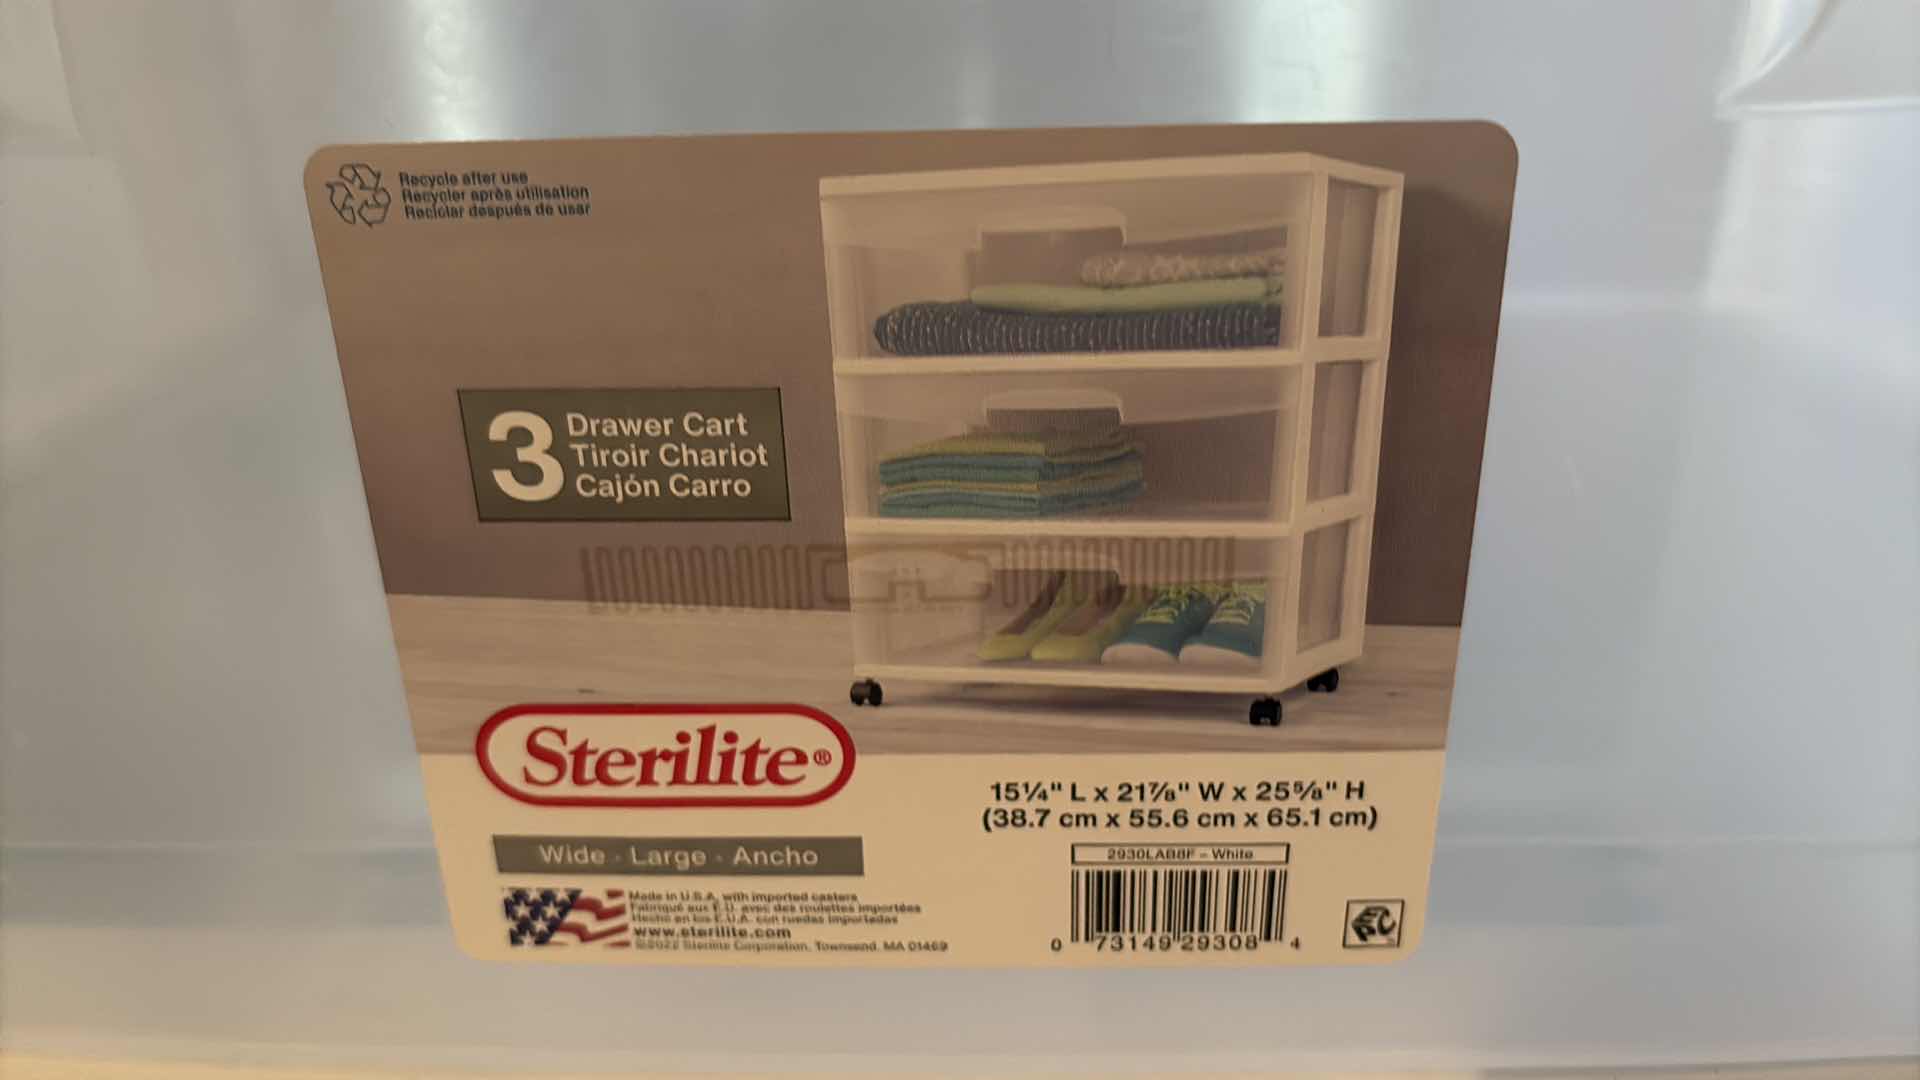 Recycle after use
Recycler après utilisation
Reciclar después de usar
3
Drawer Cart
Tiroir Chariot
Cajón Carro
Sterilite®
15¼" L x 21⅞" W x 25⅝" H
(38.7 cm x 55.6 cm x 65.1 cm)
Wide · Large · Ancho
2930LAB8F – White
Made in U.S.A. with imported casters
Fabriqué aux É.U. avec des roulettes importées
Hecho en los E.U.A. con ruedas importadas
www.sterilite.com
©2022 Sterilite Corporation, Townsend, MA 01469
0 73149 29308 4